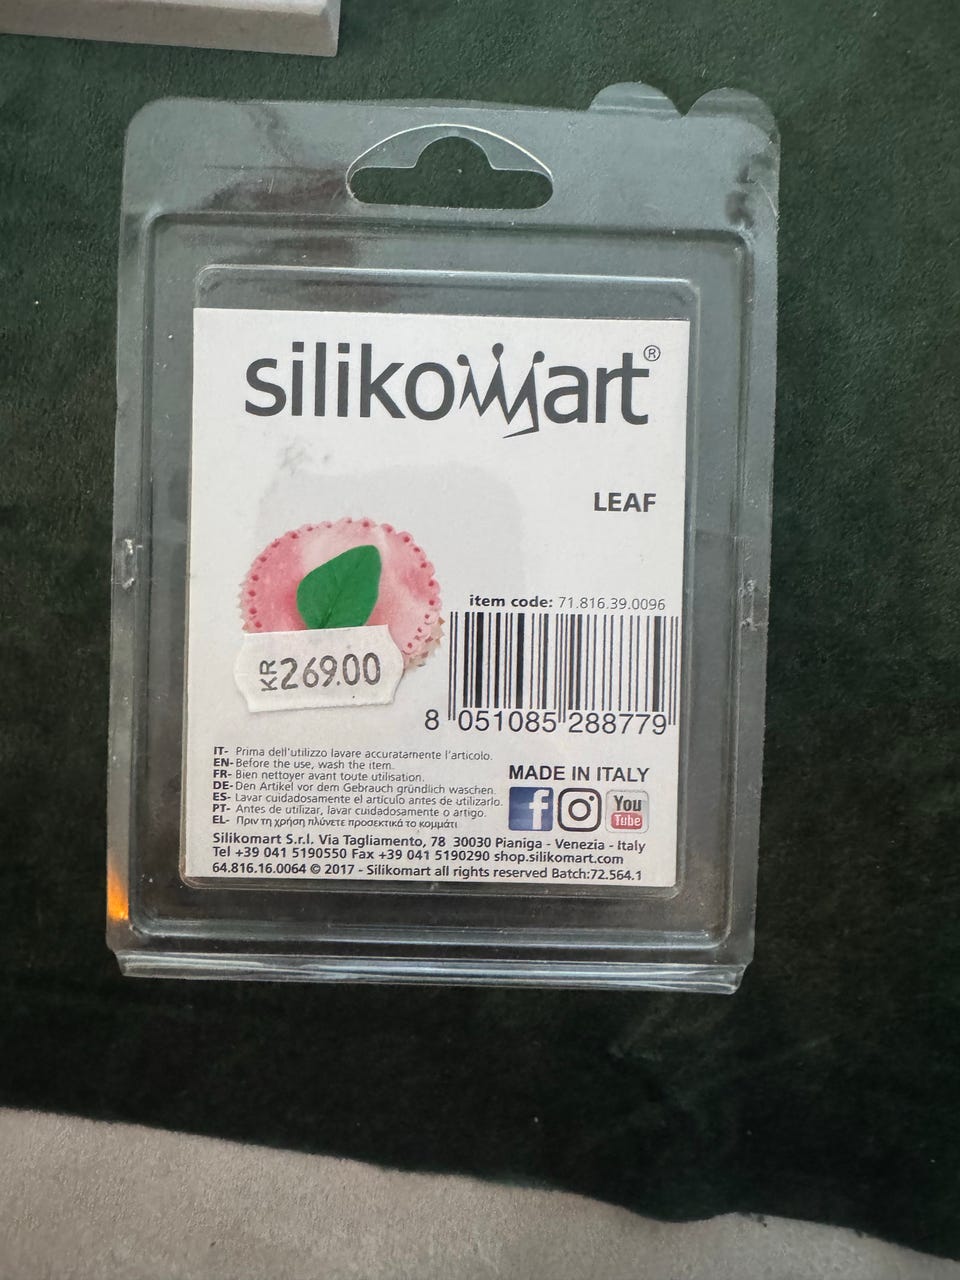 silikomart®
LEAF
item code: 71.816.39.0096
KR 269.00
8 051085 288779
IT- Prima dell'utilizzo lavare accuratamente l'articolo.
EN- Before the use, wash the item.
FR- Bien nettoyer avant toute utilisation.
DE- Den Artikel vor dem Gebrauch gründlich waschen.
ES- Lavar cuidadosamente el artículo antes de utilizarlo.
PT- Antes de utilizar, lavar cuidadosamente o artigo.
EL- Πριν τη χρήση πλύνετε προσεκτικά το κομμάτι
MADE IN ITALY
f
You
Tube
Silikomart S.r.l. Via Tagliamento, 78 30030 Pianiga - Venezia - Italy
Tel +39 041 5190550 Fax +39 041 5190290 shop.silikomart.com
64.816.16.0064 © 2017 - Silikomart all rights reserved Batch:72.564.1